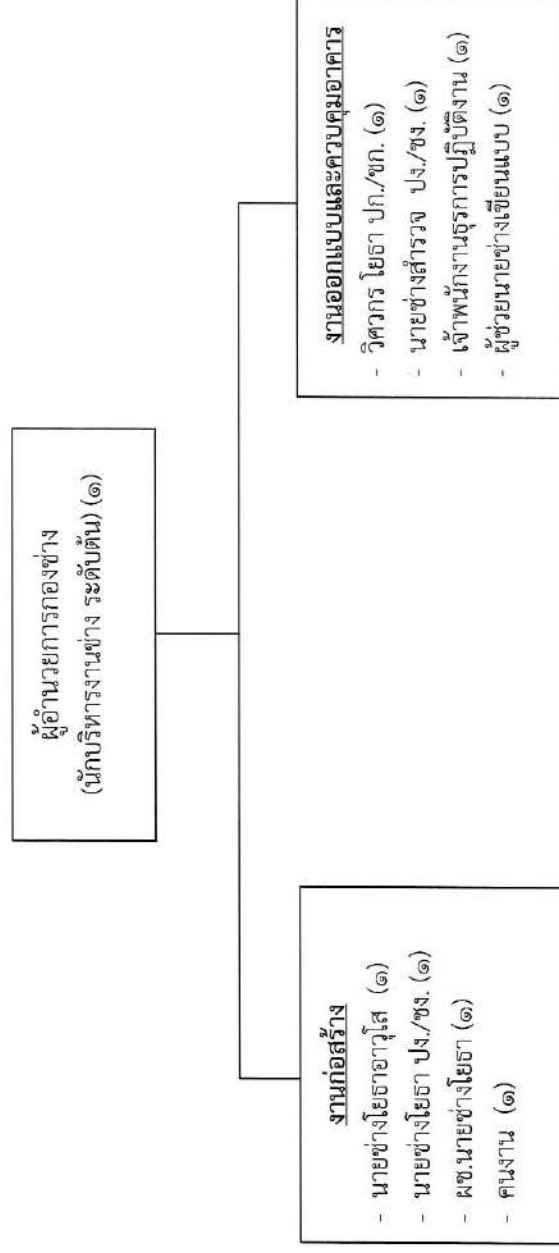 ผู้อำนวยการกองช่าง
(นักบริหารงานช่าง ระดับต้น) (๑)
งานก่อสร้าง
- นายช่างโยธาอาวุโส (๑)
- นายช่างโยธา ปง./ชง. (๑)
- ผช.นายช่างโยธา (๑)
- คนงาน (๑)
งานออกแบบและควบคุมอาคาร
- วิศวกร โยธา ปก./ชก. (๑)
- นายช่างสำรวจ ปง./ชง. (๑)
- เจ้าพนักงานธุรการปฏิบัติงาน (๑)
- ผู้ช่วยนายช่างเขียนแบบ (๑)